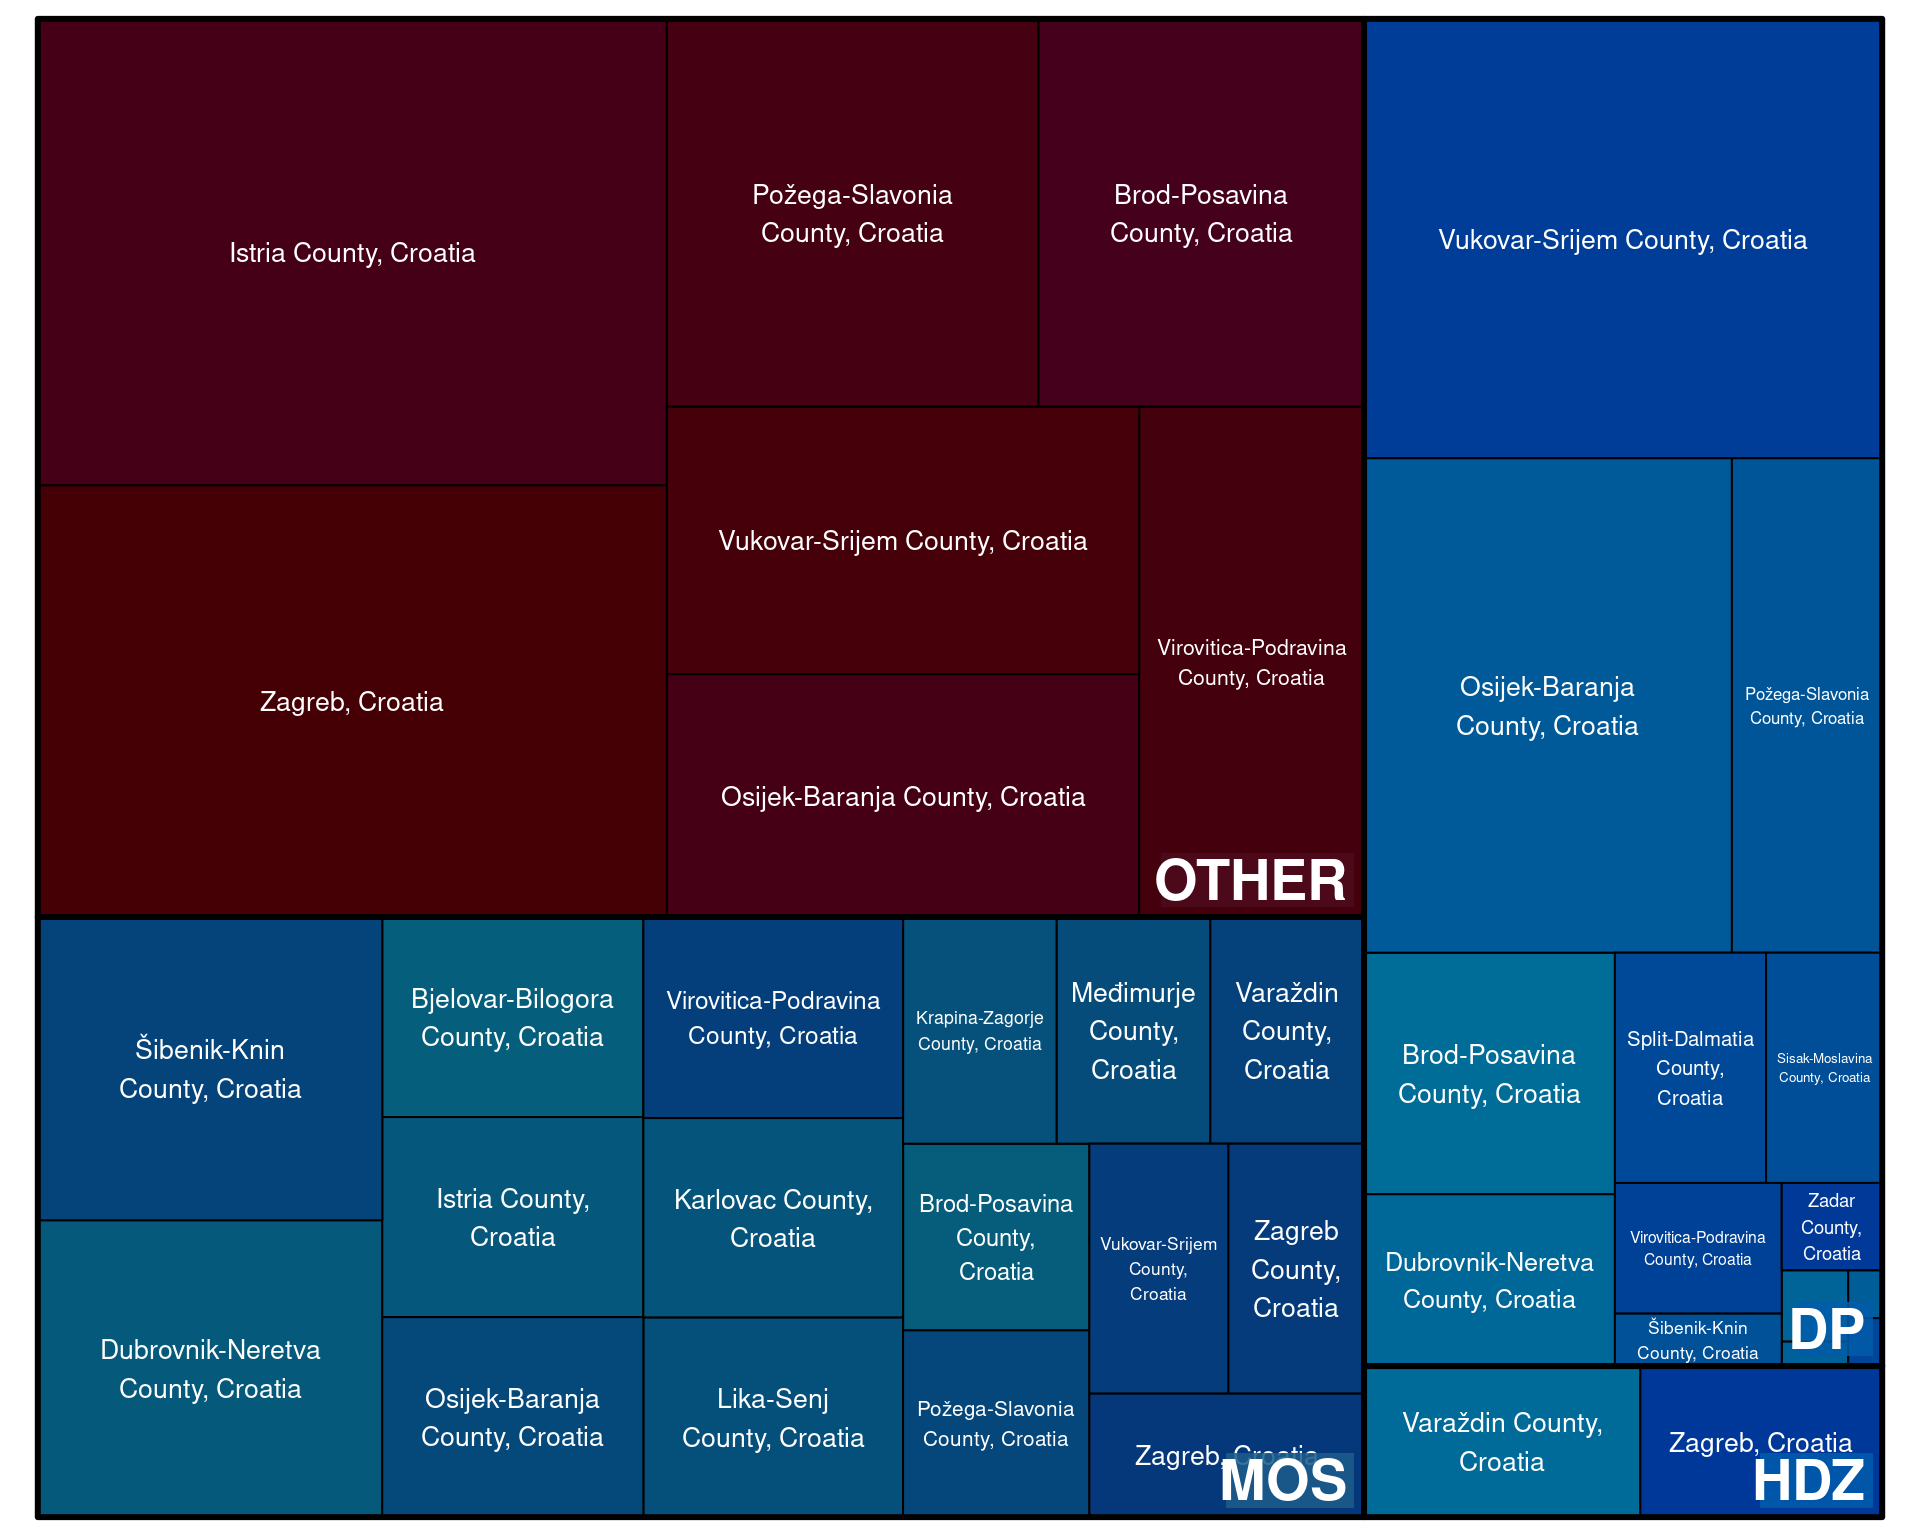 Istria County, Croatia
Požega-Slavonia
County, Croatia
Brod-Posavina
County, Croatia
Zagreb, Croatia
Vukovar-Srijem County, Croatia
Virovitica-Podravina
County, Croatia
Osijek-Baranja County, Croatia
OTHER
Vukovar-Srijem County, Croatia
Osijek-Baranja
County, Croatia
Požega-Slavonia
County, Croatia
Brod-Posavina
County, Croatia
Split-Dalmatia
County,
Croatia
Sisak-Moslavina
County, Croatia
Dubrovnik-Neretva
County, Croatia
Virovitica-Podravina
County, Croatia
Zadar
County,
Croatia
Šibenik-Knin
County, Croatia
DP
Šibenik-Knin
County, Croatia
Dubrovnik-Neretva
County, Croatia
Bjelovar-Bilogora
County, Croatia
Istria County,
Croatia
Osijek-Baranja
County, Croatia
Virovitica-Podravina
County, Croatia
Karlovac County,
Croatia
Lika-Senj
County, Croatia
Krapina-Zagorje
County, Croatia
Međimurje
County,
Croatia
Varaždin
County,
Croatia
Brod-Posavina
County,
Croatia
Požega-Slavonia
County, Croatia
Vukovar-Srijem
County,
Croatia
Zagreb
County,
Croatia
Zagreb, Croatia
MOS
Varaždin County,
Croatia
Zagreb, Croatia
HDZ